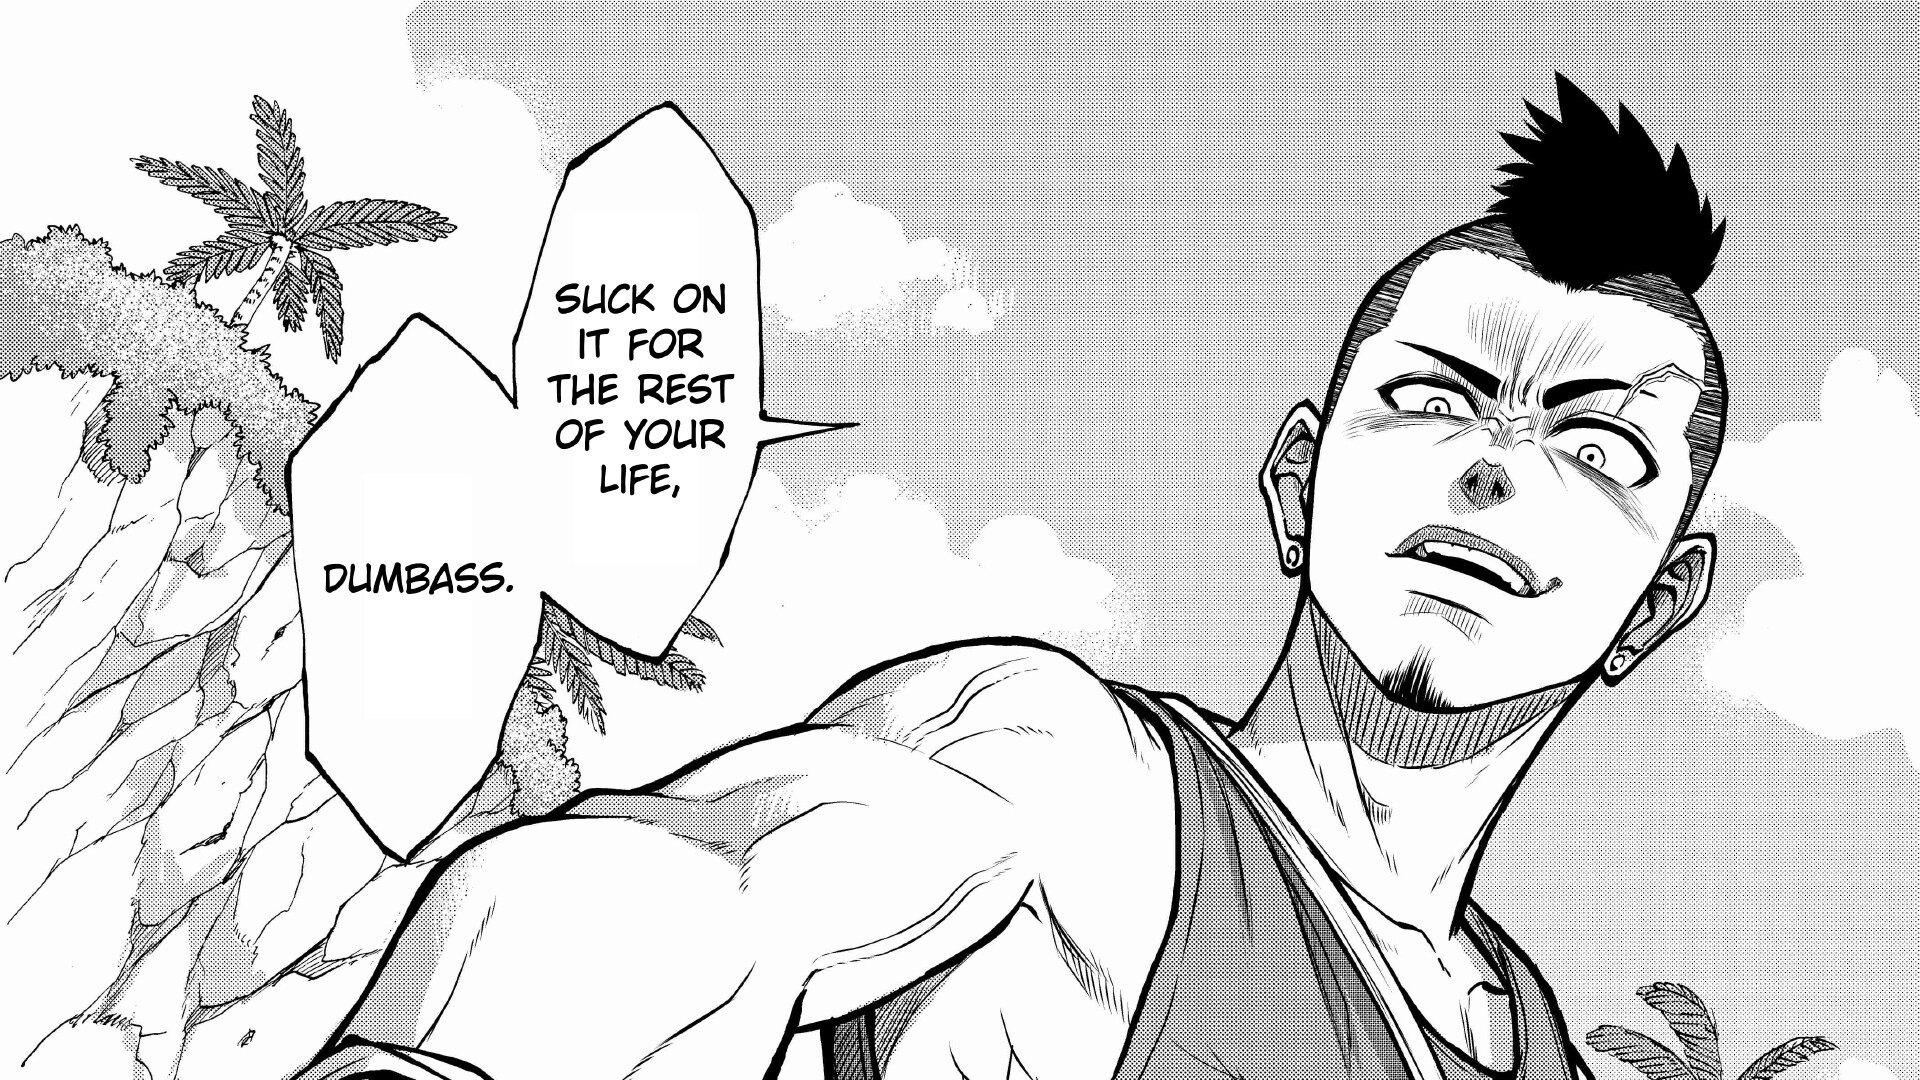 SUCK ON
IT FOR
THE REST
OF YOUR
LIFE,
DUMBASS.